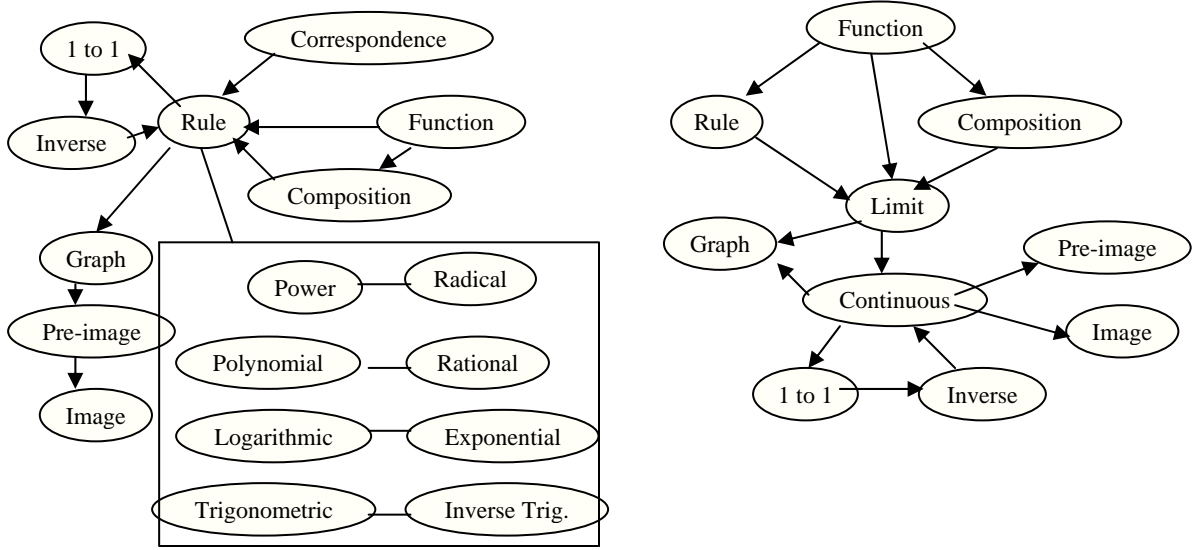 1 to 1
Correspondence
Rule
Function
Inverse
Composition
Graph
Power
Radical
Pre-image
Polynomial
Rational
Image
Logarithmic
Exponential
Trigonometric
Inverse Trig.
Function
Rule
Composition
Limit
Graph
Pre-image
Continuous
Image
1 to 1
Inverse